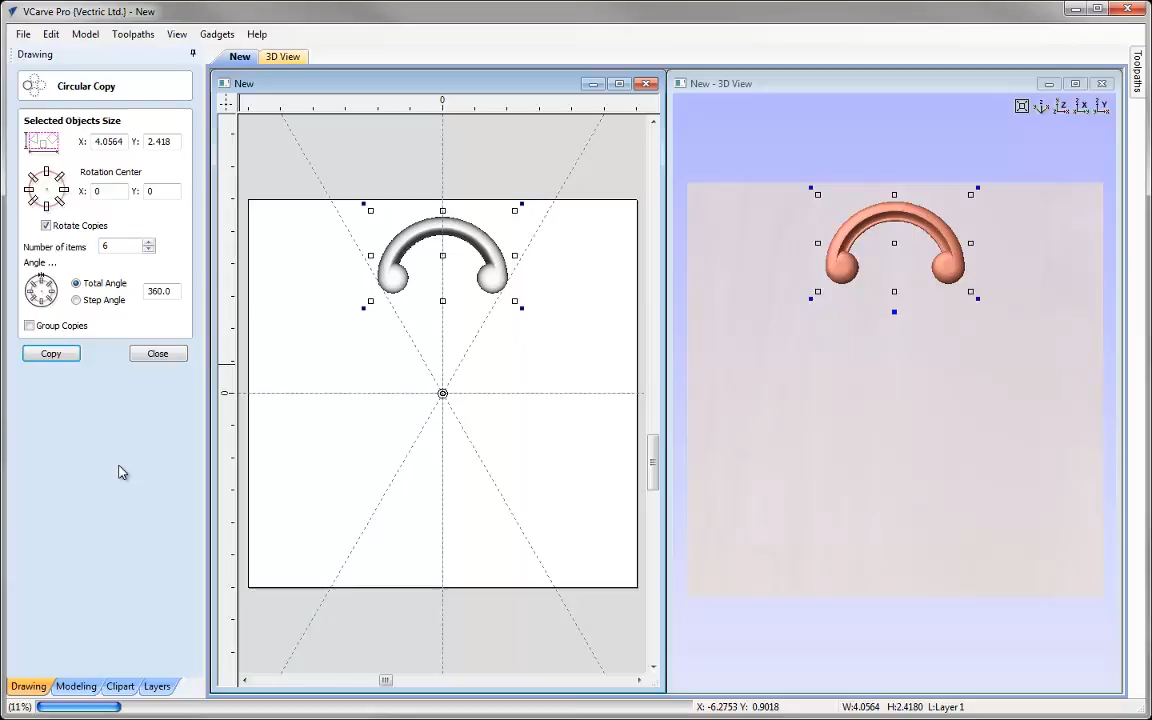 VCarve Pro {Vectric Ltd.} - New
File Edit Model Toolpaths View Gadgets Help
Drawing
New 3D View
Toolpaths
Circular Copy
New
New - 3D View
0
Selected Objects Size
X: 4.0564 Y: 2.418
Rotation Center
X: 0 Y: 0
Rotate Copies
Number of items 6
Angle ...
Total Angle
Step Angle
360.0
Group Copies
Copy Close
0
Z X Y
Drawing Modeling Clipart Layers
(11%)
X: -6.2753 Y: 0.9018
W:4.0564 H:2.4180 L:Layer 1